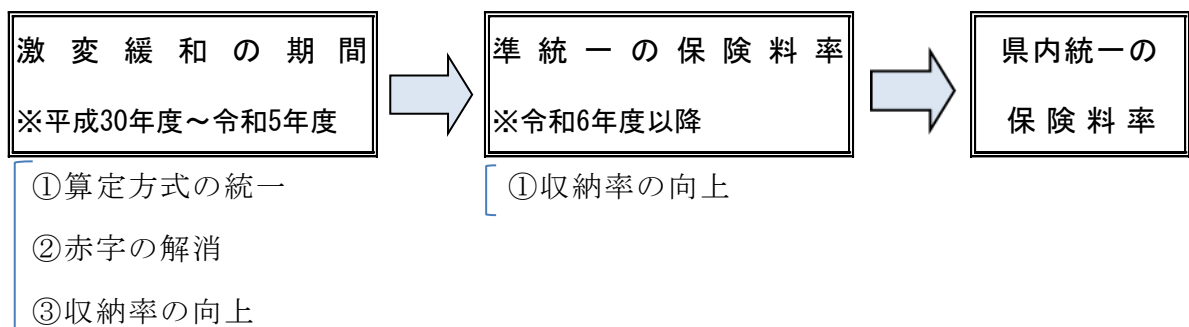 激変緩和の期間
※平成30年度～令和5年度
準統一の保険料率
※令和6年度以降
県内統一の
保険料率
①算定方式の統一
②赤字の解消
③収納率の向上
①収納率の向上